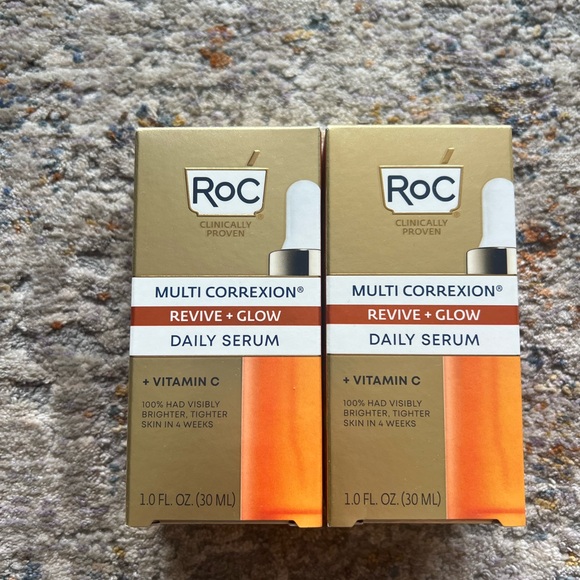 RoC®
CLINICALLY
PROVEN
MULTI CORREXION®
REVIVE + GLOW
DAILY SERUM
+ VITAMIN C
100% HAD VISIBLY
BRIGHTER, TIGHTER
SKIN IN 4 WEEKS
1.0 FL. OZ. (30 ML)
RoC®
CLINICALLY
PROVEN
MULTI CORREXION®
REVIVE + GLOW
DAILY SERUM
+ VITAMIN C
100% HAD VISIBLY
BRIGHTER, TIGHTER
SKIN IN 4 WEEKS
1.0 FL. OZ. (30 ML)